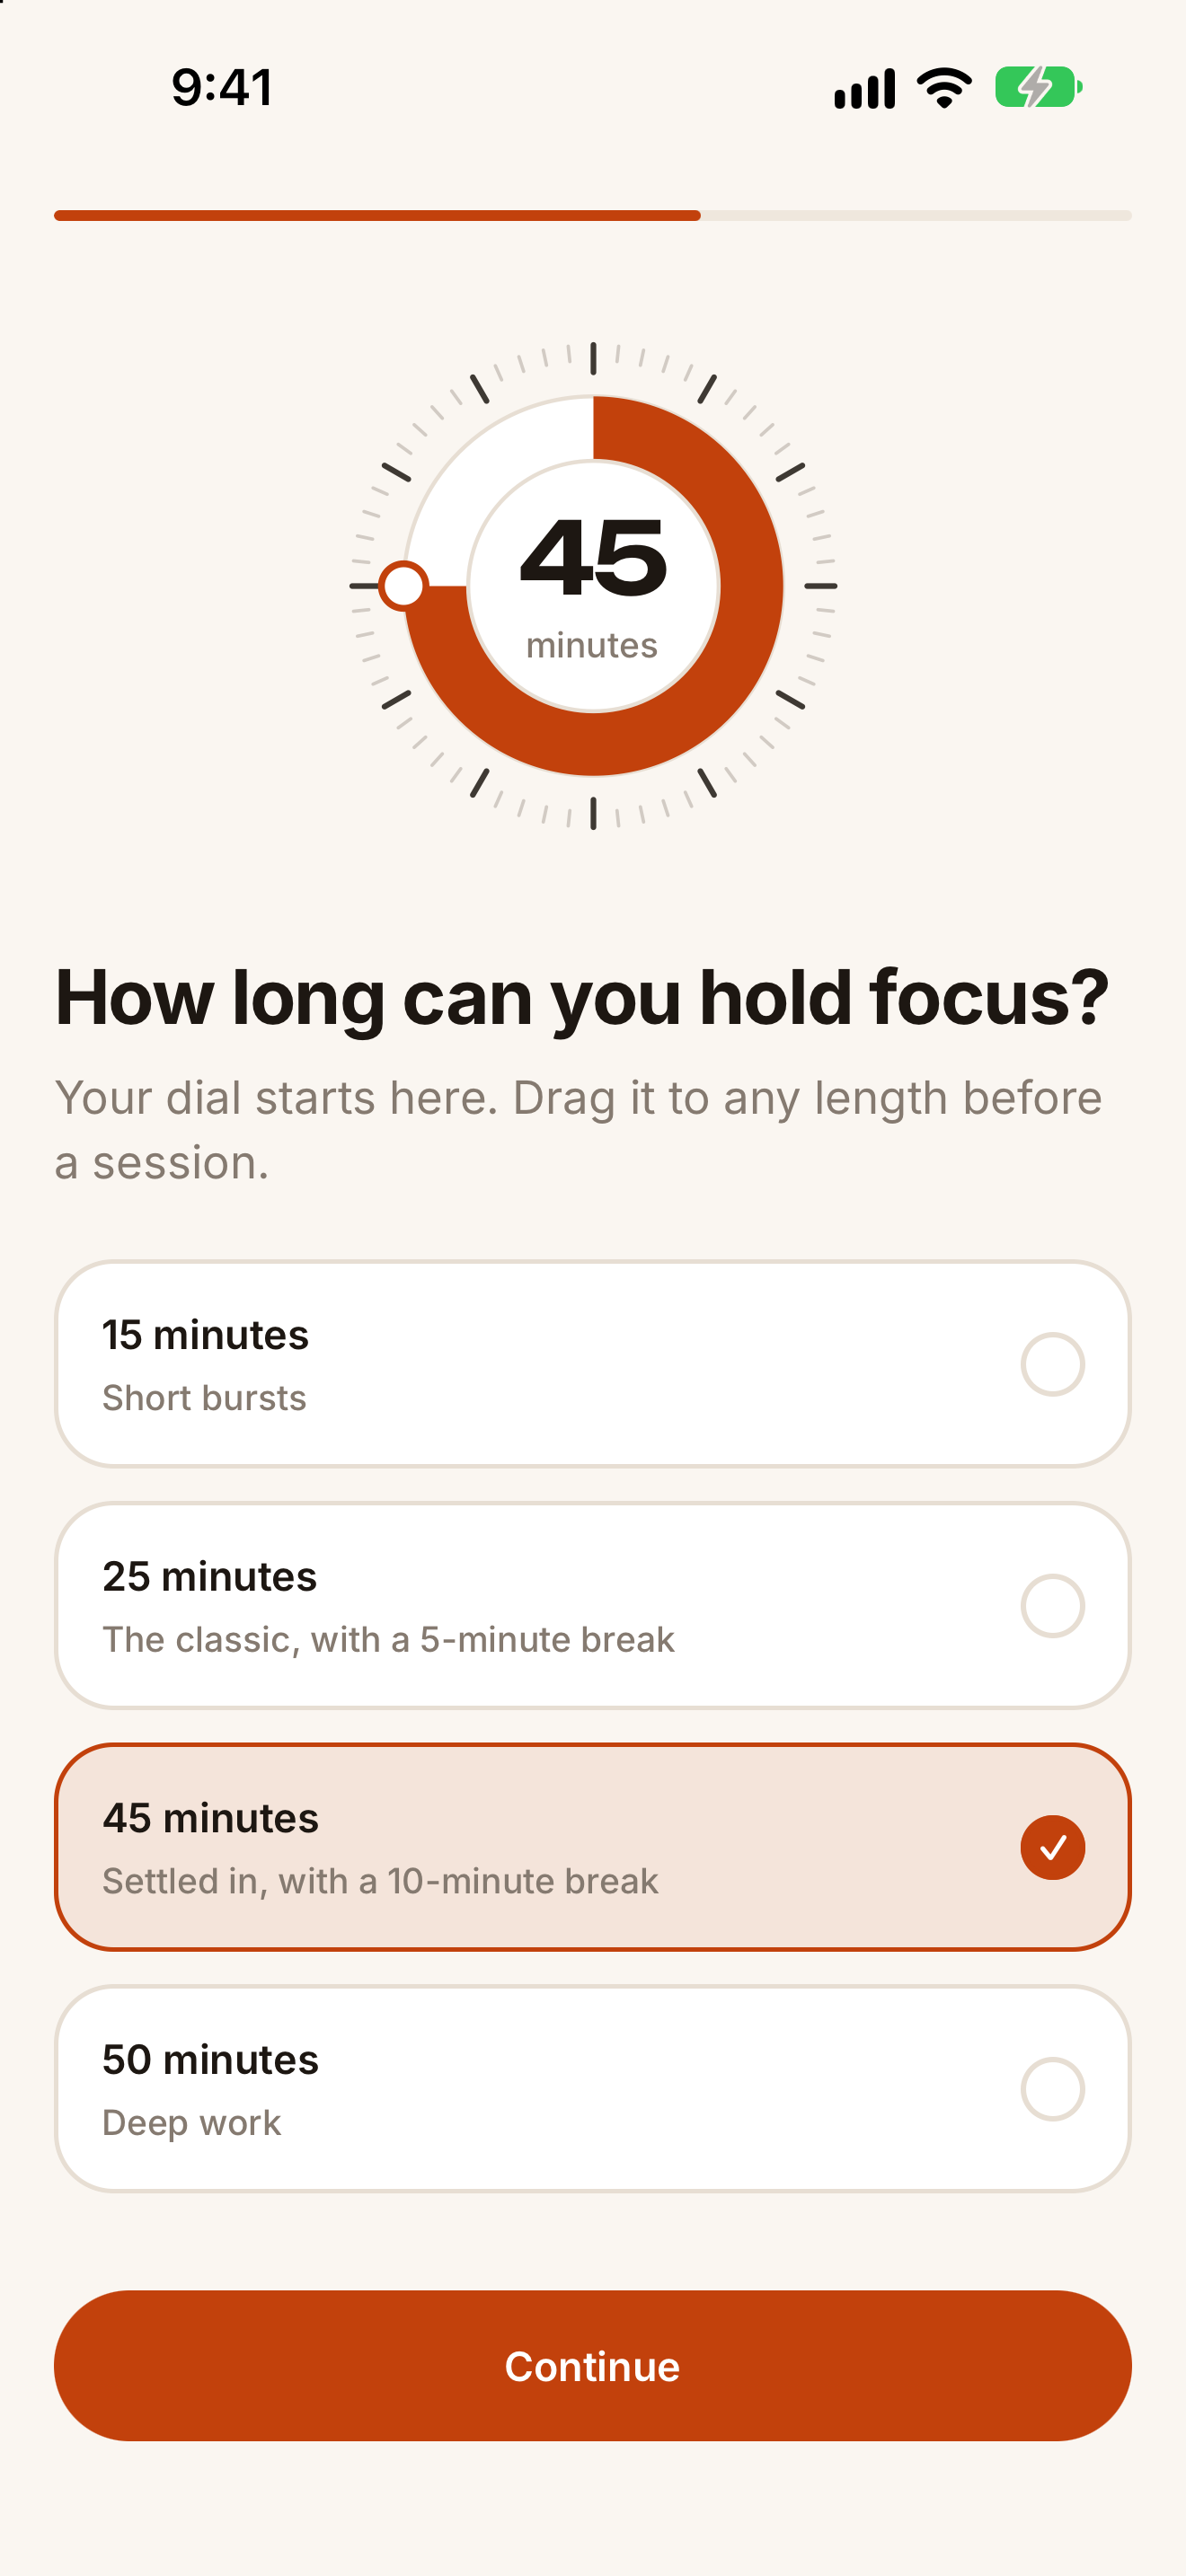 9:41
45
minutes
How long can you hold focus?
Your dial starts here. Drag it to any length before
a session.
15 minutes
Short bursts
25 minutes
The classic, with a 5-minute break
45 minutes
Settled in, with a 10-minute break
50 minutes
Deep work
Continue